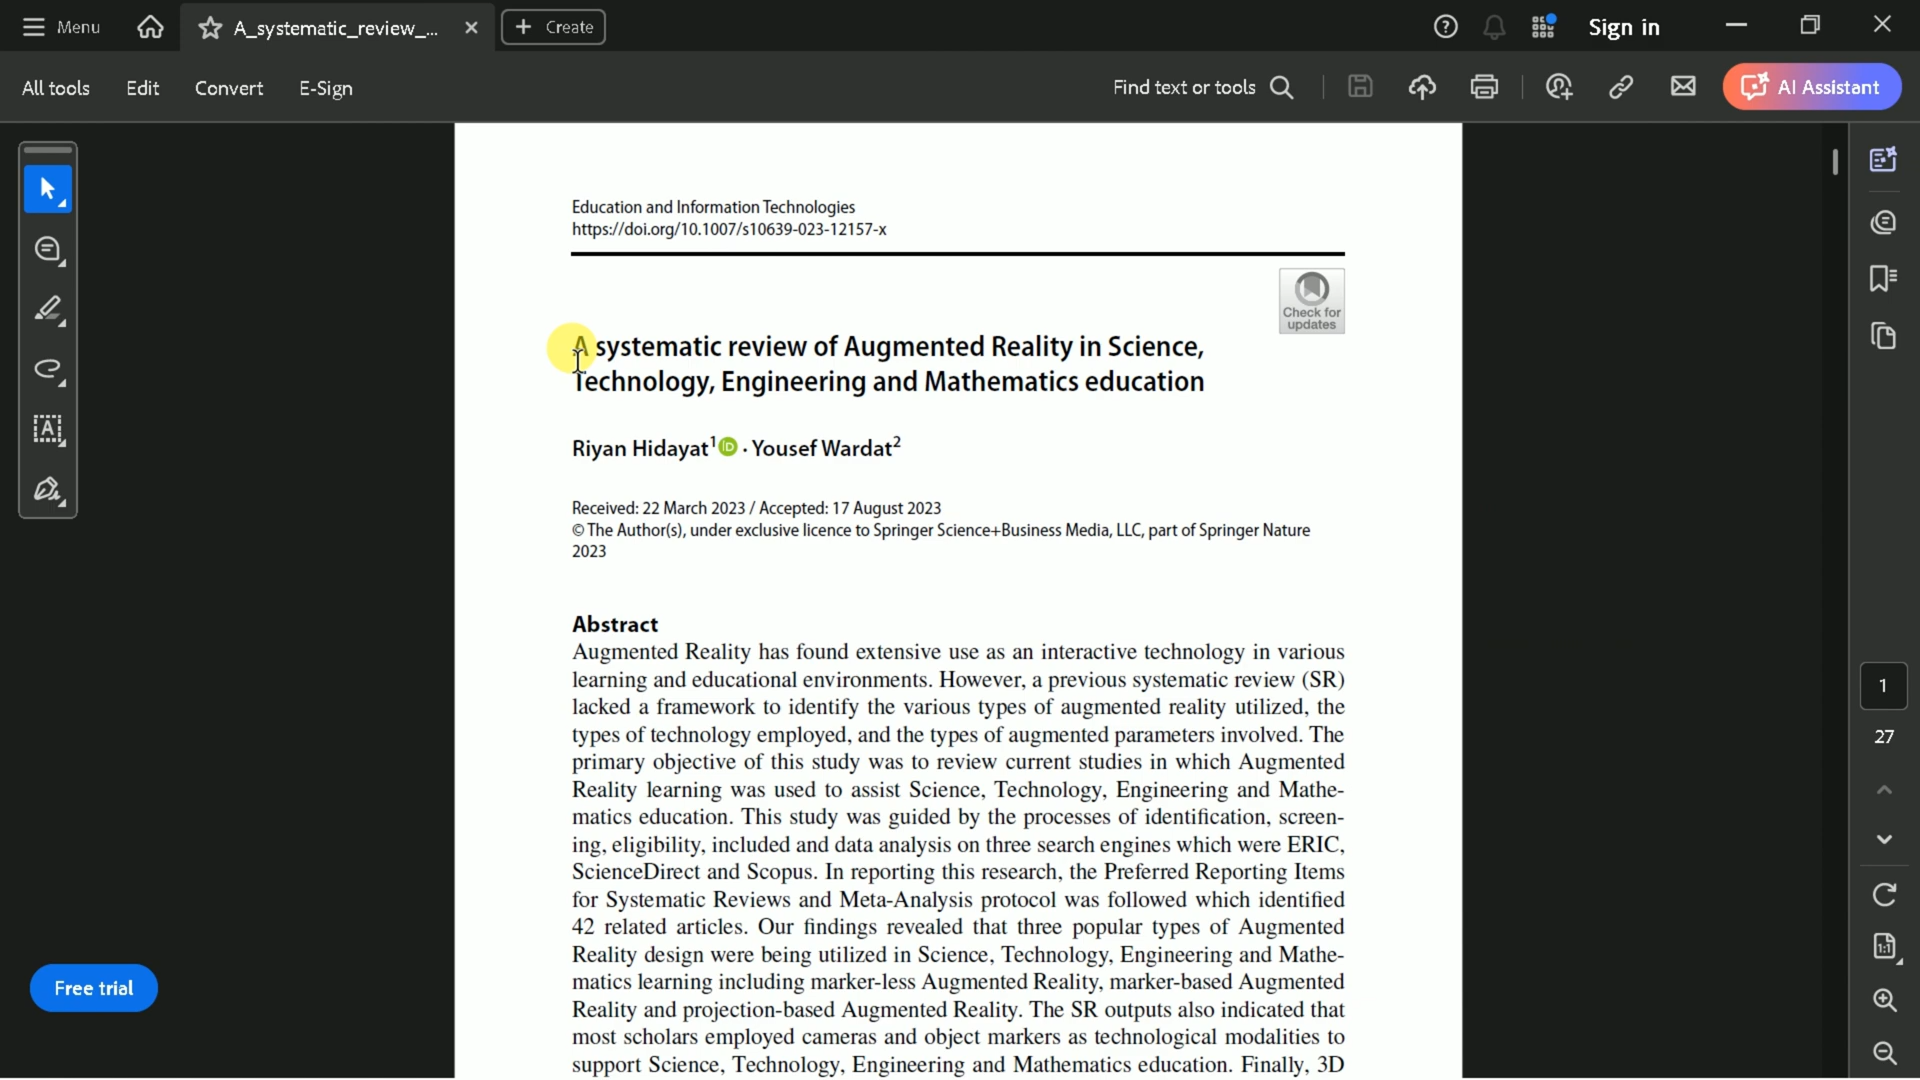 Menu
A_systematic_review_...
Create
Sign in
All tools
Edit
Convert
E-Sign
Find text or tools
AI Assistant
Education and Information Technologies
https://doi.org/10.1007/s10639-023-12157-x
Check for
updates
A systematic review of Augmented Reality in Science,
Technology, Engineering and Mathematics education
Riyan Hidayat1 iD · Yousef Wardat2
Received: 22 March 2023 / Accepted: 17 August 2023
© The Author(s), under exclusive licence to Springer Science+Business Media, LLC, part of Springer Nature
2023
Abstract
Augmented Reality has found extensive use as an interactive technology in various
learning and educational environments. However, a previous systematic review (SR)
lacked a framework to identify the various types of augmented reality utilized, the
types of technology employed, and the types of augmented parameters involved. The
primary objective of this study was to review current studies in which Augmented
Reality learning was used to assist Science, Technology, Engineering and Mathe-
matics education. This study was guided by the processes of identification, screen-
ing, eligibility, included and data analysis on three search engines which were ERIC,
ScienceDirect and Scopus. In reporting this research, the Preferred Reporting Items
for Systematic Reviews and Meta-Analysis protocol was followed which identified
42 related articles. Our findings revealed that three popular types of Augmented
Reality design were being utilized in Science, Technology, Engineering and Mathe-
matics learning including marker-less Augmented Reality, marker-based Augmented
Reality and projection-based Augmented Reality. The SR outputs also indicated that
most scholars employed cameras and object markers as technological modalities to
support Science, Technology, Engineering and Mathematics education. Finally, 3D
1
27
1:1
Free trial